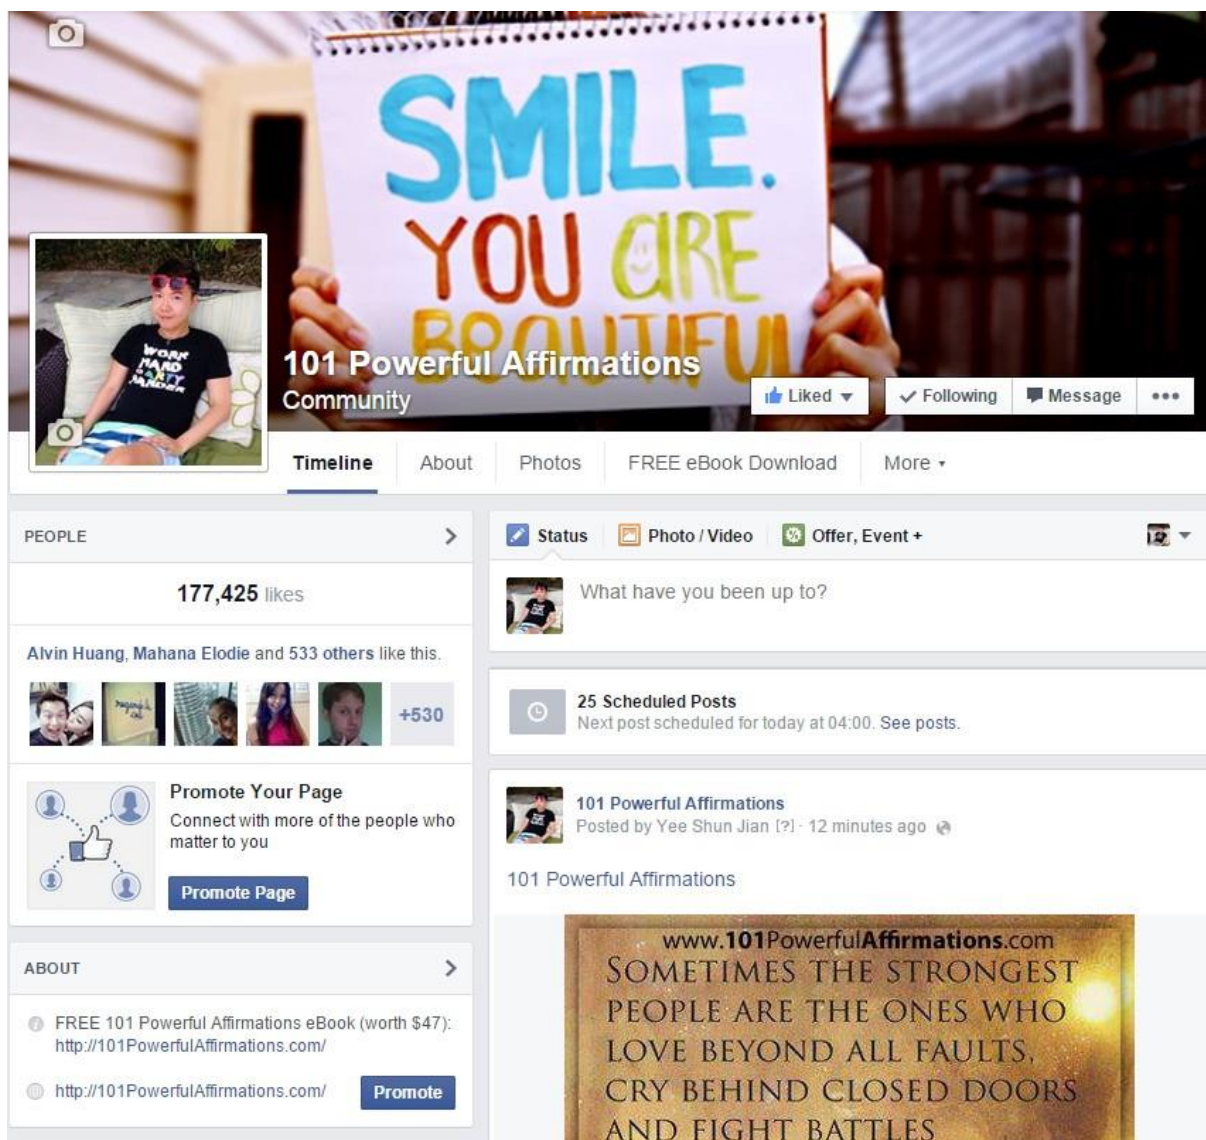 SMILE.
YOU ARE
BEAUTIFUL
WORK
HARD
PARTY
HARDER
101 Powerful Affirmations
Community
Liked
Following
Message
Timeline
About
Photos
FREE eBook Download
More
PEOPLE
177,425 likes
Alvin Huang, Mahana Elodie and 533 others like this.
+530
Promote Your Page
Connect with more of the people who
matter to you
Promote Page
ABOUT
FREE 101 Powerful Affirmations eBook (worth $47):
http://101PowerfulAffirmations.com/
http://101PowerfulAffirmations.com/
Promote
Status
Photo / Video
Offer, Event +
What have you been up to?
25 Scheduled Posts
Next post scheduled for today at 04:00. See posts.
101 Powerful Affirmations
Posted by Yee Shun Jian [?] · 12 minutes ago
101 Powerful Affirmations
www.101PowerfulAffirmations.com
SOMETIMES THE STRONGEST
PEOPLE ARE THE ONES WHO
LOVE BEYOND ALL FAULTS,
CRY BEHIND CLOSED DOORS
AND FIGHT BATTLES